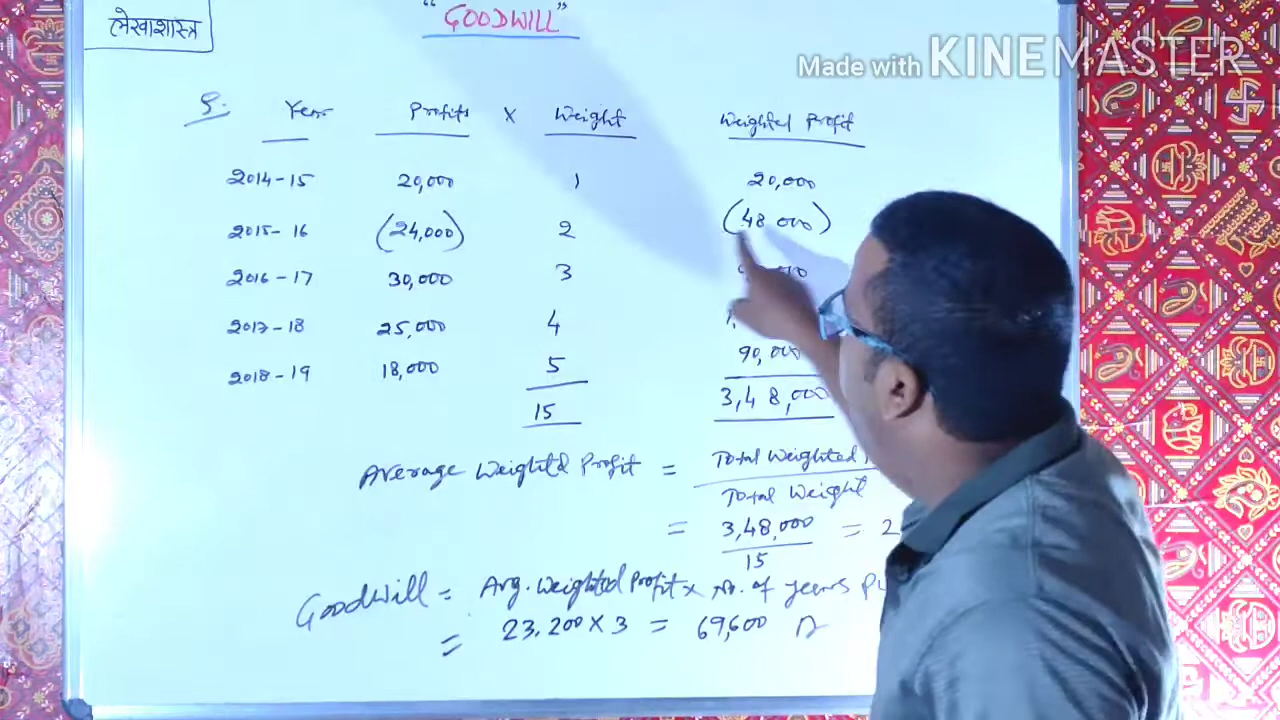 लेखाशास्त्र
"GOODWILL"
Made with KINEMASTER
Q. Year Profits X Weight Weighted Profit
2014-15 20,000 1 20,000
2015-16 (24,000) 2 (48000)
2016-17 30,000 3
2017-18 25,000 4
2018-19 18,000 5 90,000
15 3,48,000
Average Weighted Profit = Total Weighted
Total Weight
= 3,48,000 = 2
15
Goodwill = Avg. Weighted Profit x No. of years
= 23,200 X 3 = 69,600